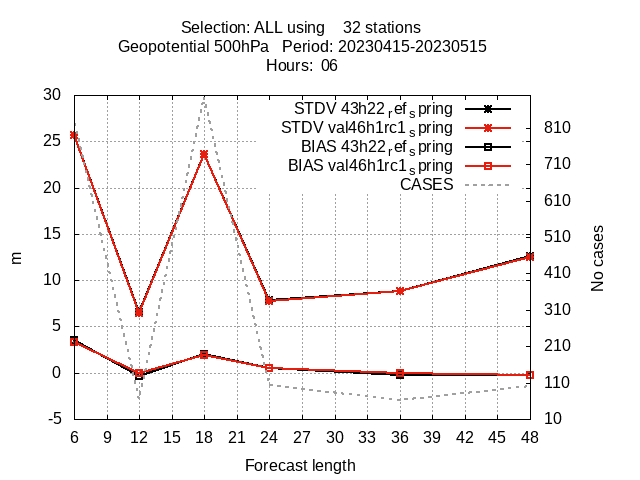 Selection: ALL using    32 stations
Geopotential 500hPa   Period: 20230415-20230515
Hours:  06
STDV 43h22_ref_spring
STDV val46h1rc1_spring
BIAS 43h22_ref_spring
BIAS val46h1rc1_spring
CASES
30
25
20
15
10
5
0
-5
m
810
710
610
510
410
310
210
110
10
No cases
6 9 12 15 18 21 24 27 30 33 36 39 42 45 48
Forecast length